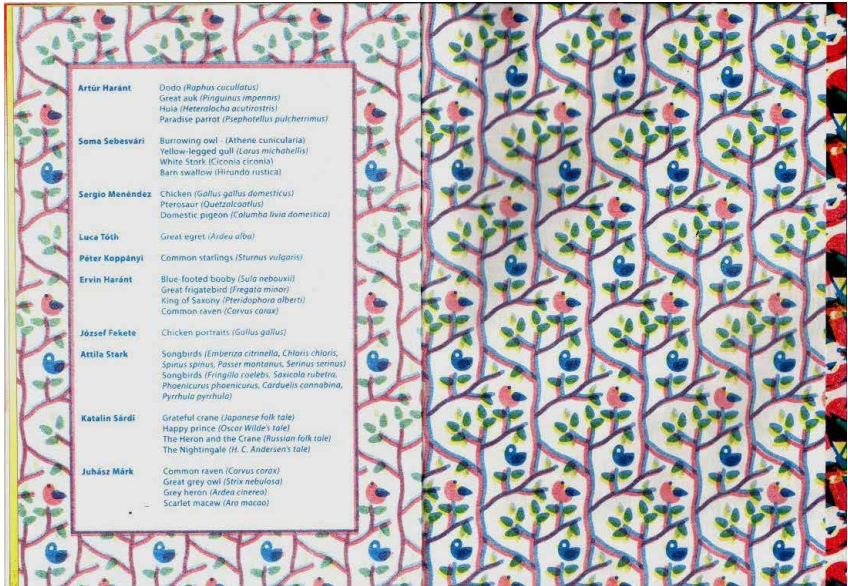 Artúr Haránt Dodo (Raphus cucullatus)
Great auk (Pinguinus impennis)
Huia (Heteralocha acutirostris)
Paradise parrot (Psephotellus pulcherrimus)
Soma Sebesvári Burrowing owl - (Athene cunicularia)
Yellow-legged gull (Larus michahellis)
White Stork (Ciconia ciconia)
Barn swallow (Hirundo rustica)
Sergio Menéndez Chicken (Gallus gallus domesticus)
Pterosaur (Quetzalcoatlus)
Domestic pigeon (Columba livia domestica)
Luca Tóth Great egret (Ardea alba)
Péter Koppányi Common starlings (Sturnus vulgaris)
Ervin Haránt Blue-footed booby (Sula nebouxii)
Great frigatebird (Fregata minor)
King of Saxony (Pteridophora alberti)
Common raven (Corvus corax)
József Fekete Chicken portraits (Gallus gallus)
Attila Stark Songbirds (Emberiza citrinella, Chloris chloris,
Spinus spinus, Passer montanus, Serinus serinus)
Songbirds (Fringilla coelebs, Saxicola rubetra,
Phoenicurus phoenicurus, Carduelis cannabina,
Pyrrhula pyrrhula)
Katalin Sárdi Grateful crane (Japanese folk tale)
Happy prince (Oscar Wilde's tale)
The Heron and the Crane (Russian folk tale)
The Nightingale (H. C. Andersen's tale)
Juhász Márk Common raven (Corvus corax)
Great grey owl (Strix nebulosa)
Grey heron (Ardea cinerea)
Scarlet macaw (Ara macao)